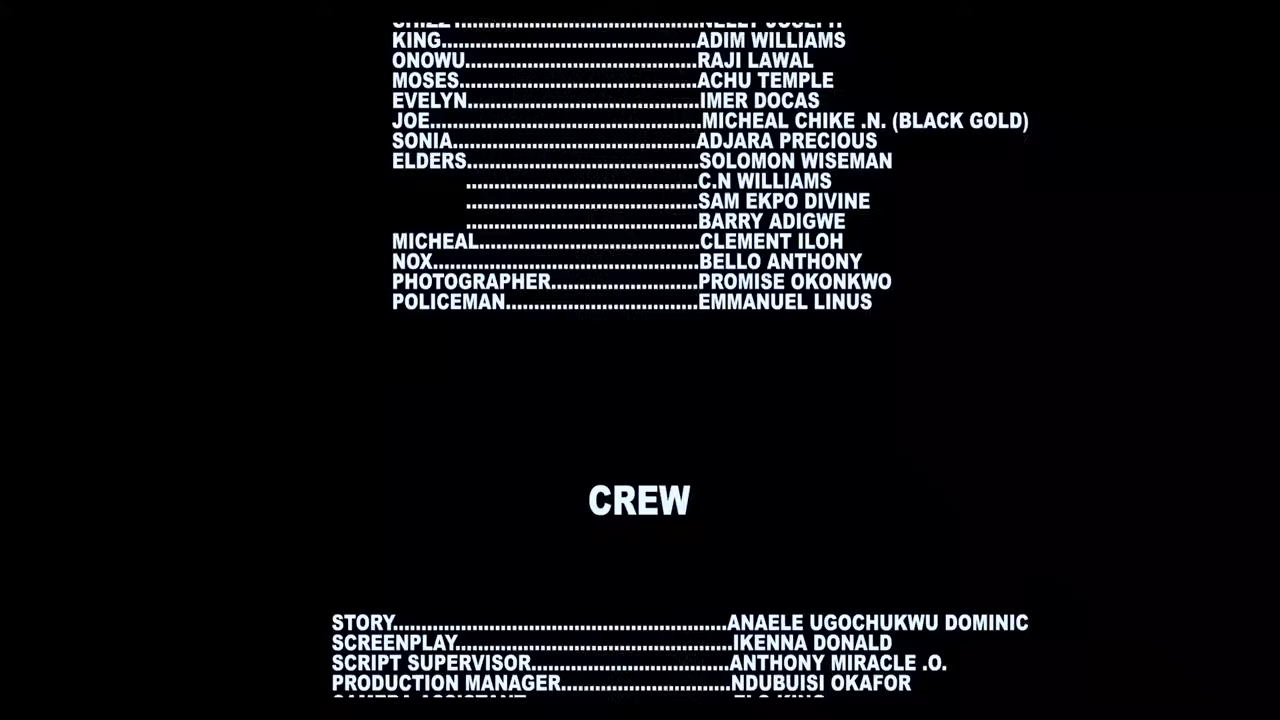 KING.............................................ADIM WILLIAMS
ONOWU.........................................RAJI LAWAL
MOSES..........................................ACHU TEMPLE
EVELYN.........................................IMER DOCAS
JOE................................................MICHEAL CHIKE .N. (BLACK GOLD)
SONIA...........................................ADJARA PRECIOUS
ELDERS.........................................SOLOMON WISEMAN
.........................................C.N WILLIAMS
.........................................SAM EKPO DIVINE
.........................................BARRY ADIGWE
MICHEAL.......................................CLEMENT ILOH
NOX...............................................BELLO ANTHONY
PHOTOGRAPHER..........................PROMISE OKONKWO
POLICEMAN..................................EMMANUEL LINUS
CREW
STORY...........................................................ANAELE UGOCHUKWU DOMINIC
SCREENPLAY.................................................IKENNA DONALD
SCRIPT SUPERVISOR...................................ANTHONY MIRACLE .O.
PRODUCTION MANAGER..............................NDUBUISI OKAFOR